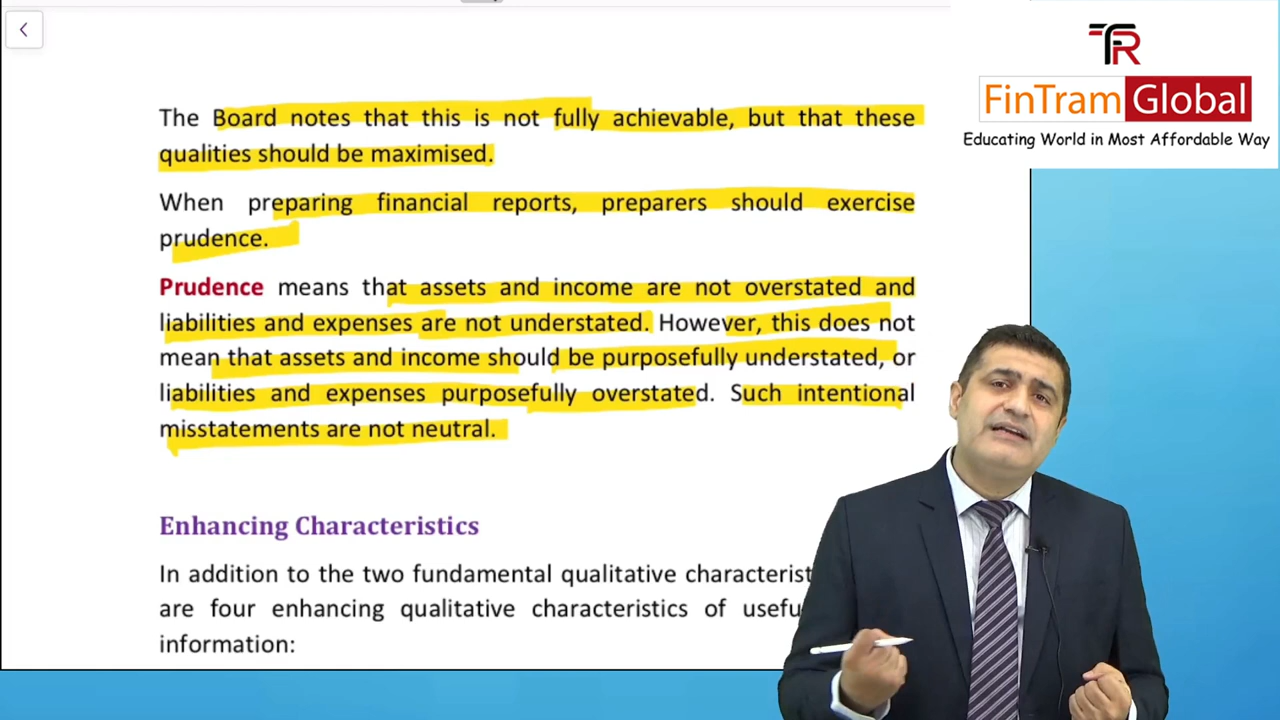 The Board notes that this is not fully achievable, but that these
qualities should be maximised.
When preparing financial reports, preparers should exercise
prudence.
Prudence means that assets and income are not overstated and
liabilities and expenses are not understated. However, this does not
mean that assets and income should be purposefully understated, or
liabilities and expenses purposefully overstated. Such intentional
misstatements are not neutral.
Enhancing Characteristics
In addition to the two fundamental qualitative
are four enhancing qualitative characteristics of
information:
TR
FinTram Global
Educating World in Most Affordable Way